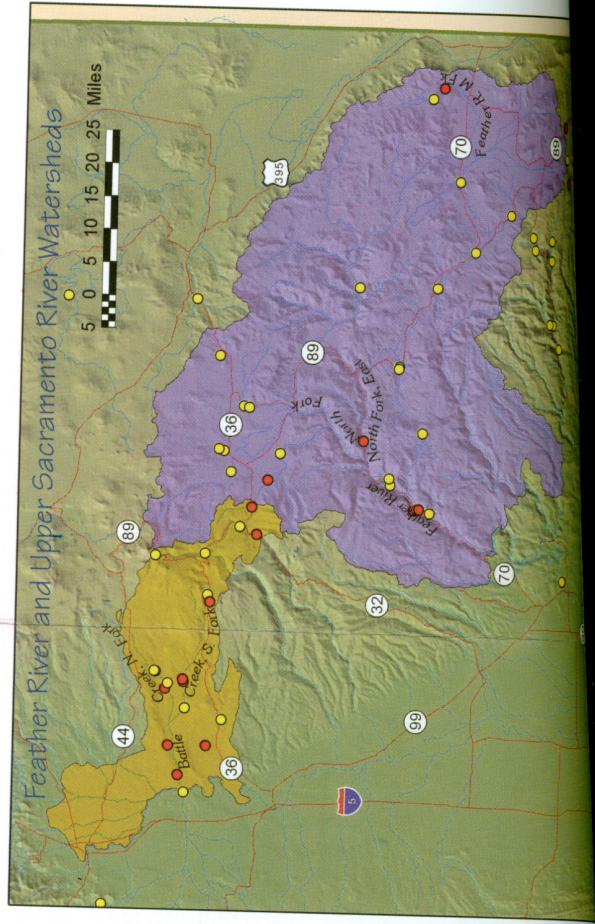 Feather River and Upper Sacramento River Watersheds
5 0 5 10 15 20 25 Miles
44
89
395
36
Battle
Creek, N. Fork
Creek, S. Fork
36
89
North
Fork
North Fork, East
Feather River
70
Feather R. M Fk
89
32
70
99
5